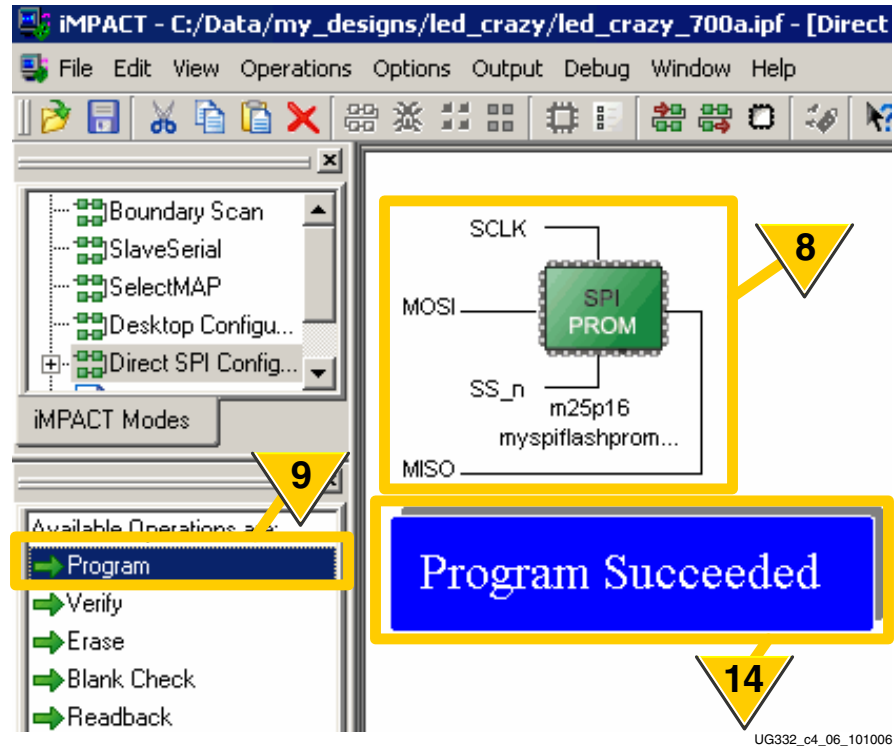 iMPACT - C:/Data/my_designs/led_crazy/led_crazy_700a.ipf - [Direct
File Edit View Operations Options Output Debug Window Help
Boundary Scan
SlaveSerial
SelectMAP
Desktop Configu...
Direct SPI Config...
iMPACT Modes
9
Available Operations are:
Program
Verify
Erase
Blank Check
Readback
SCLK
8
MOSI
SPI
PROM
SS_n
m25p16
myspiflashprom...
MISO
Program Succeeded
14
UG332_c4_06_101006